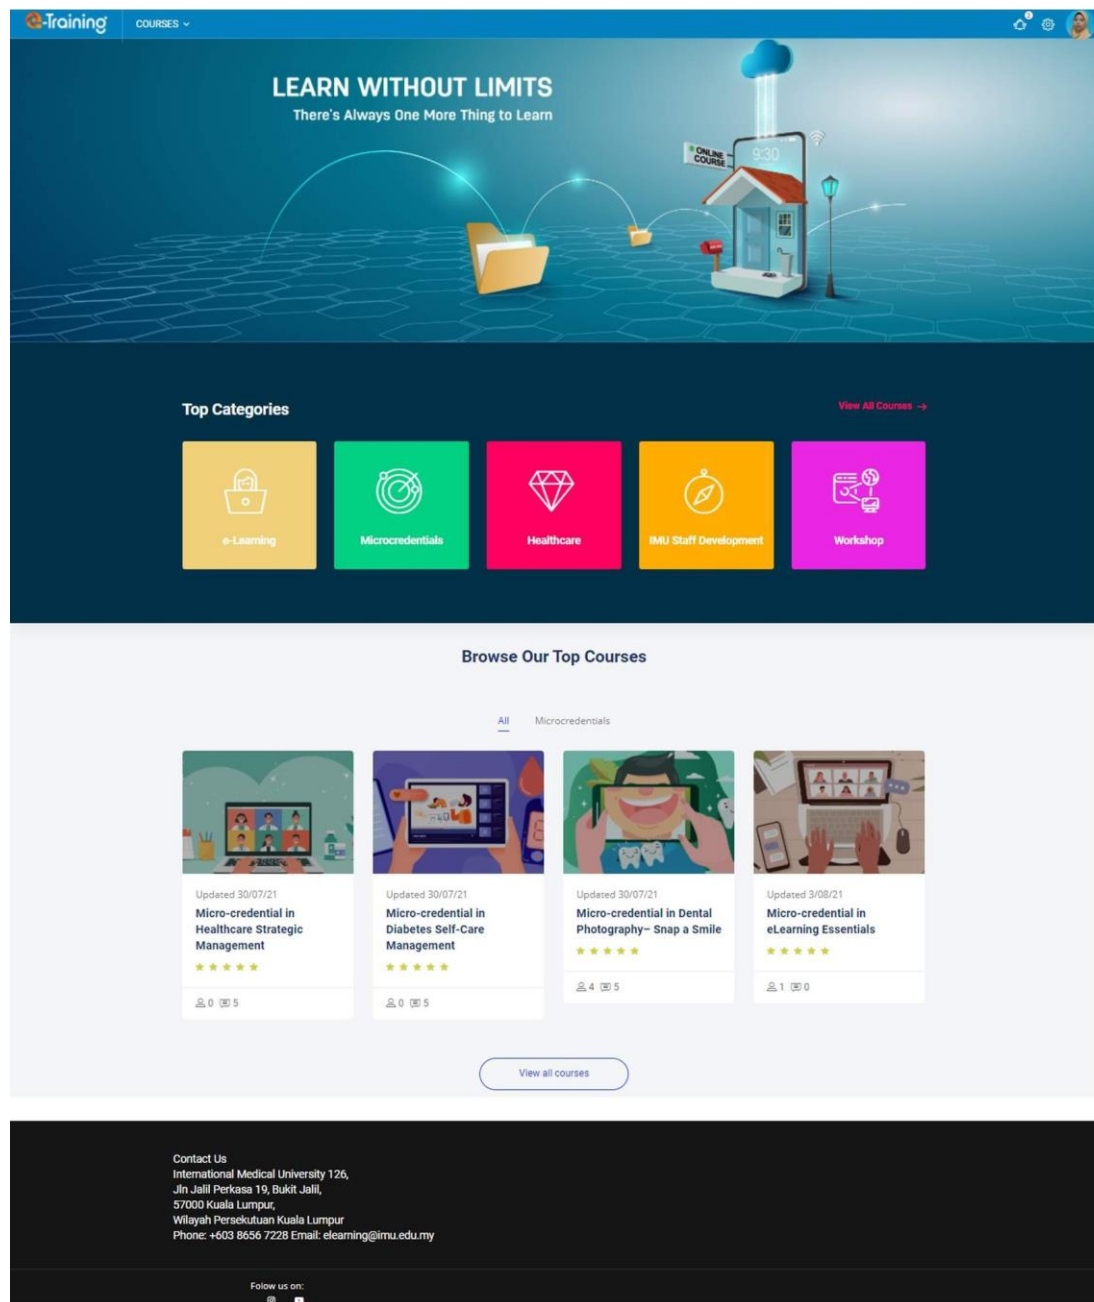 e-Training
COURSES
2
LEARN WITHOUT LIMITS
There's Always One More Thing to Learn
ONLINE
COURSE
9:30
Top Categories
View All Courses →
e-Learning
Microcredentials
Healthcare
IMU Staff Development
Workshop
Browse Our Top Courses
All
Microcredentials
Updated 30/07/21
Micro-credential in
Healthcare Strategic
Management
0 5
Updated 30/07/21
Micro-credential in
Diabetes Self-Care
Management
0 5
Updated 30/07/21
Micro-credential in Dental
Photography– Snap a Smile
4 5
Updated 3/08/21
Micro-credential in
eLearning Essentials
1 0
View all courses
Contact Us
International Medical University 126,
Jln Jalil Perkasa 19, Bukit Jalil,
57000 Kuala Lumpur,
Wilayah Persekutuan Kuala Lumpur
Phone: +603 8656 7228 Email: elearning@imu.edu.my
Folow us on: